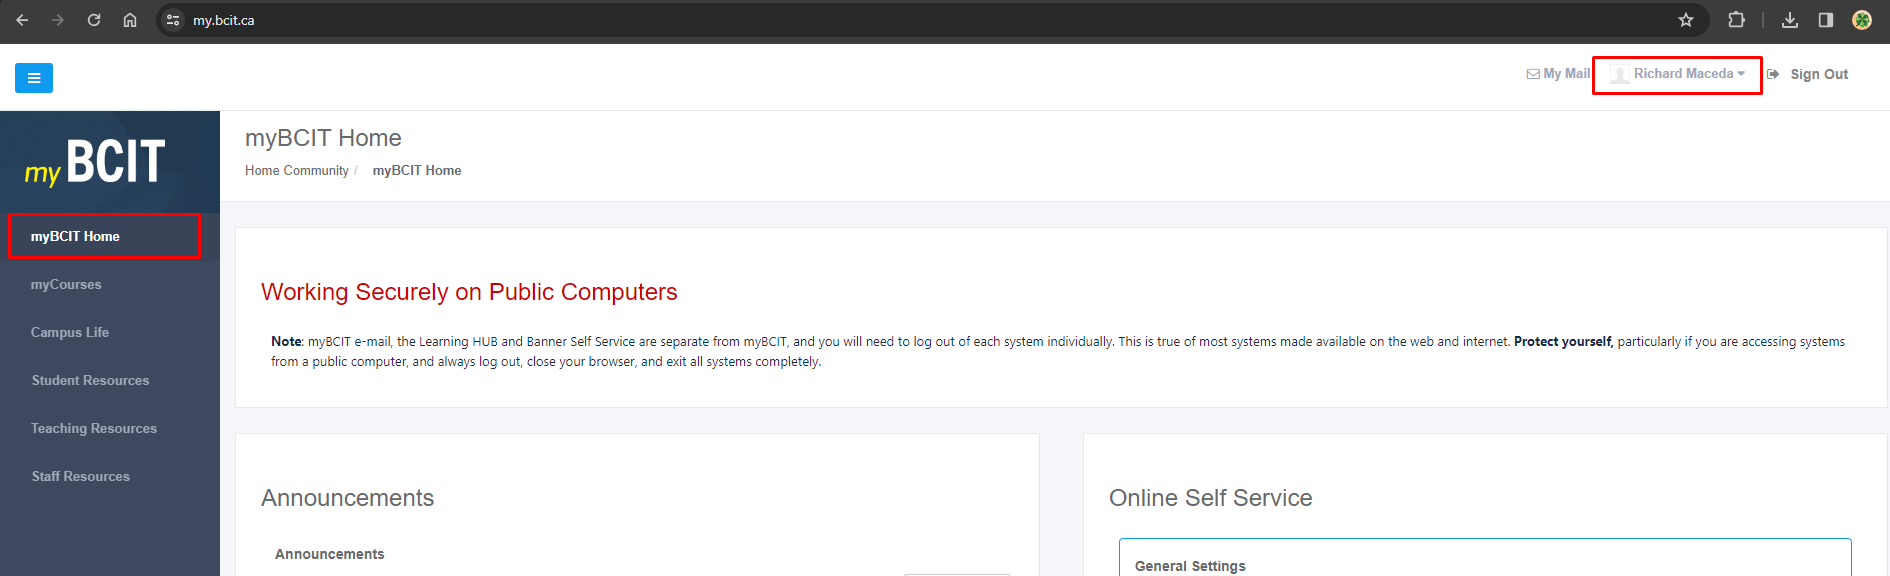 my.bcit.ca
My Mail Richard Maceda Sign Out
my BCIT
myBCIT Home
Home Community / myBCIT Home
myBCIT Home
myCourses
Campus Life
Student Resources
Teaching Resources
Staff Resources
Working Securely on Public Computers
Note: myBCIT e-mail, the Learning HUB and Banner Self Service are separate from myBCIT, and you will need to log out of each system individually. This is true of most systems made available on the web and internet. Protect yourself, particularly if you are accessing systems
from a public computer, and always log out, close your browser, and exit all systems completely.
Announcements
Announcements
Online Self Service
General Settings